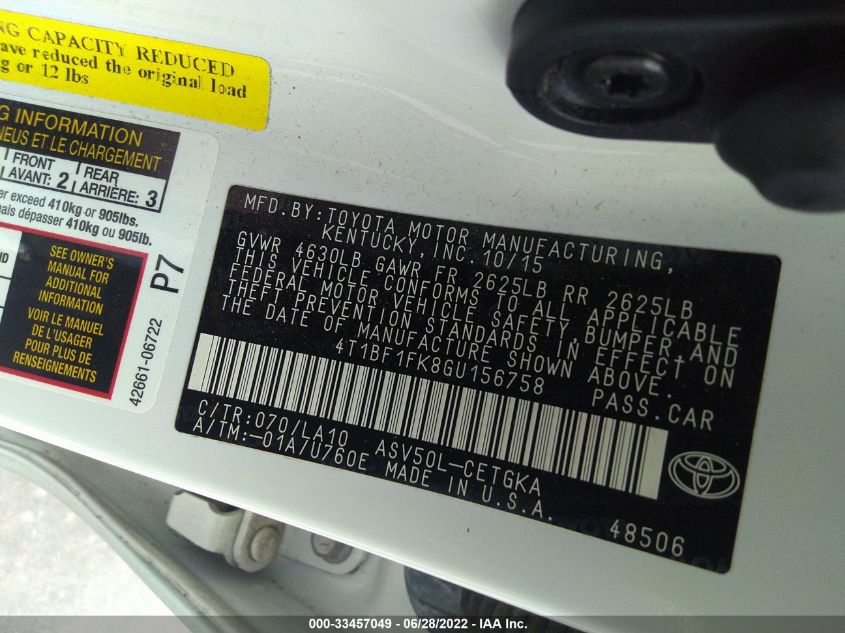 NG CAPACITY REDUCED
ave reduced the original load
g or 12 lbs
G INFORMATION
NEUS ET LE CHARGEMENT
FRONT
AVANT: 2
REAR
ARRIÈRE: 3
er exceed 410kg or 905lbs.
mais dépasser 410kg ou 905lb.
SEE OWNER'S
MANUAL FOR
ADDITIONAL
INFORMATION
VOIR LE MANUEL
DE L'USAGER
POUR PLUS DE
RENSEIGNEMENTS
P7
42661-06722
MFD.BY:TOYOTA MOTOR MANUFACTURING,
KENTUCKY, INC. 10/15
GVWR 4630LB GAWR FR 2625LB RR 2625LB
THIS VEHICLE CONFORMS TO ALL APPLICABLE
FEDERAL MOTOR VEHICLE SAFETY, BUMPER, AND
THEFT PREVENTION STANDARDS IN EFFECT ON
THE DATE OF MANUFACTURE SHOWN ABOVE.
4T1BF1FK8GU156758 PASS.CAR
C/TR:070/LA10 ASV50L-CETGKA
A/TM:-01A/U760E MADE IN U.S.A.
48506
000-33457049 - 06/28/2022 - IAA Inc.